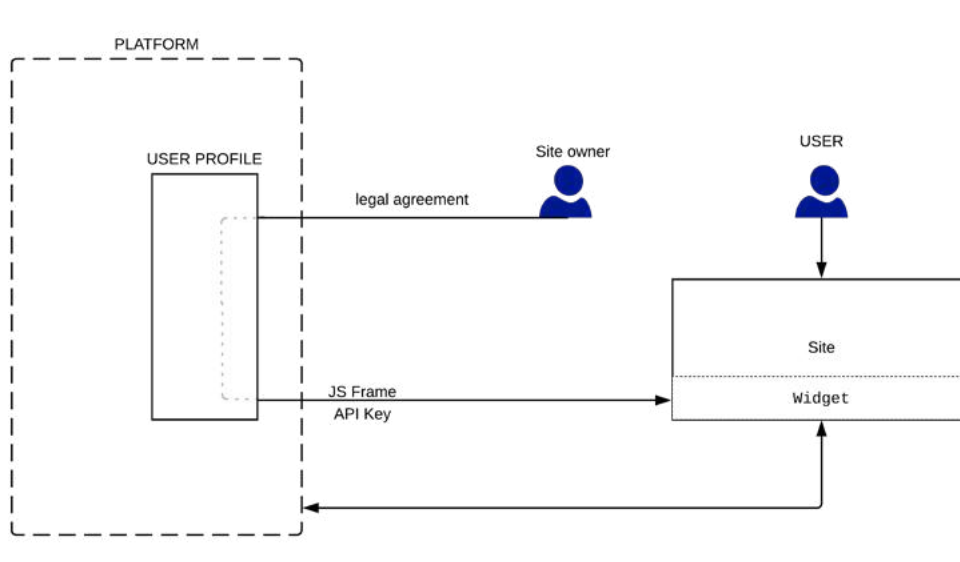 PLATFORM
USER PROFILE
Site owner
USER
legal agreement
Site
JS Frame
API Key
Widget